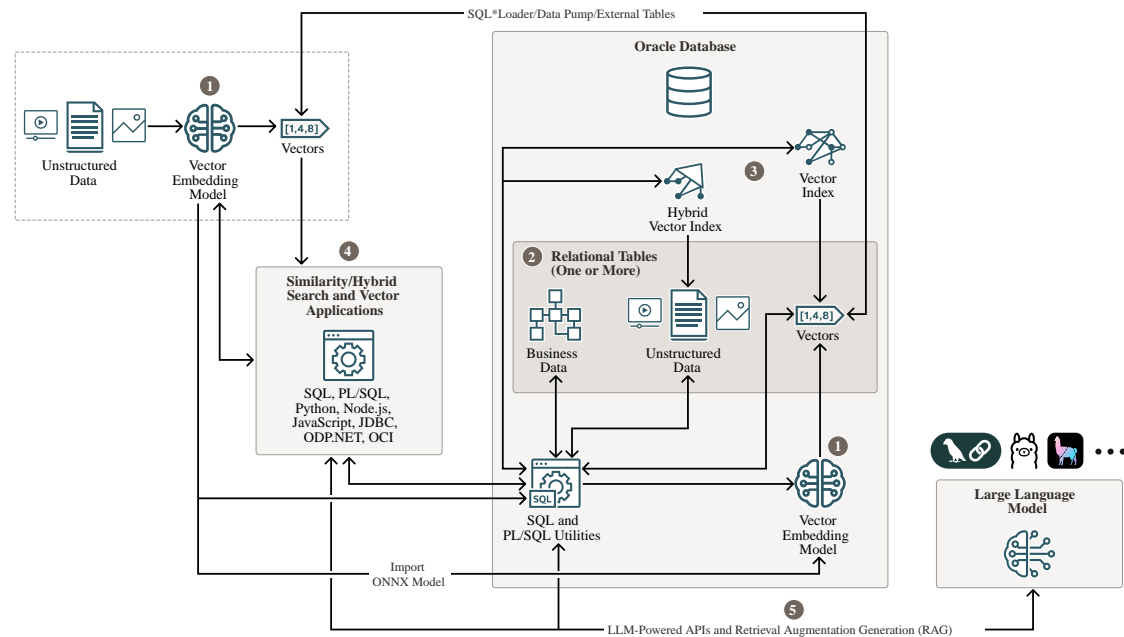 SQL*Loader/Data Pump/External Tables
Oracle Database
1
[1,4,8]
Unstructured
Data
Vector
Embedding
Model
Vectors
3
Vector
Index
Hybrid
Vector Index
2
Relational Tables
(One or More)
[1,4,8]
Business
Data
Unstructured
Data
Vectors
4
Similarity/Hybrid
Search and Vector
Applications
SQL, PL/SQL,
Python, Node.js,
JavaScript, JDBC,
ODP.NET, OCI
1
SQL
SQL and
PL/SQL Utilities
Vector
Embedding
Model
Large Language
Model
Import
ONNX Model
5
LLM-Powered APIs and Retrieval Augmentation Generation (RAG)